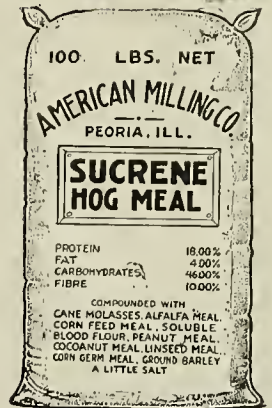 100 LBS. NET
AMERICAN MILLING CO.
PEORIA, ILL.
SUCRENE
HOG MEAL
PROTEIN 18.00%
FAT 4.00%
CARBOHYDRATES 46.00%
FIBRE 10.00%
COMPOUNDED WITH
CANE MOLASSES, ALFALFA MEAL,
CORN FEED MEAL, SOLUBLE
BLOOD FLOUR, PEANUT MEAL,
COCOANUT MEAL, LINSEED MEAL,
CORN GERM MEAL, GROUND BARLEY
A LITTLE SALT